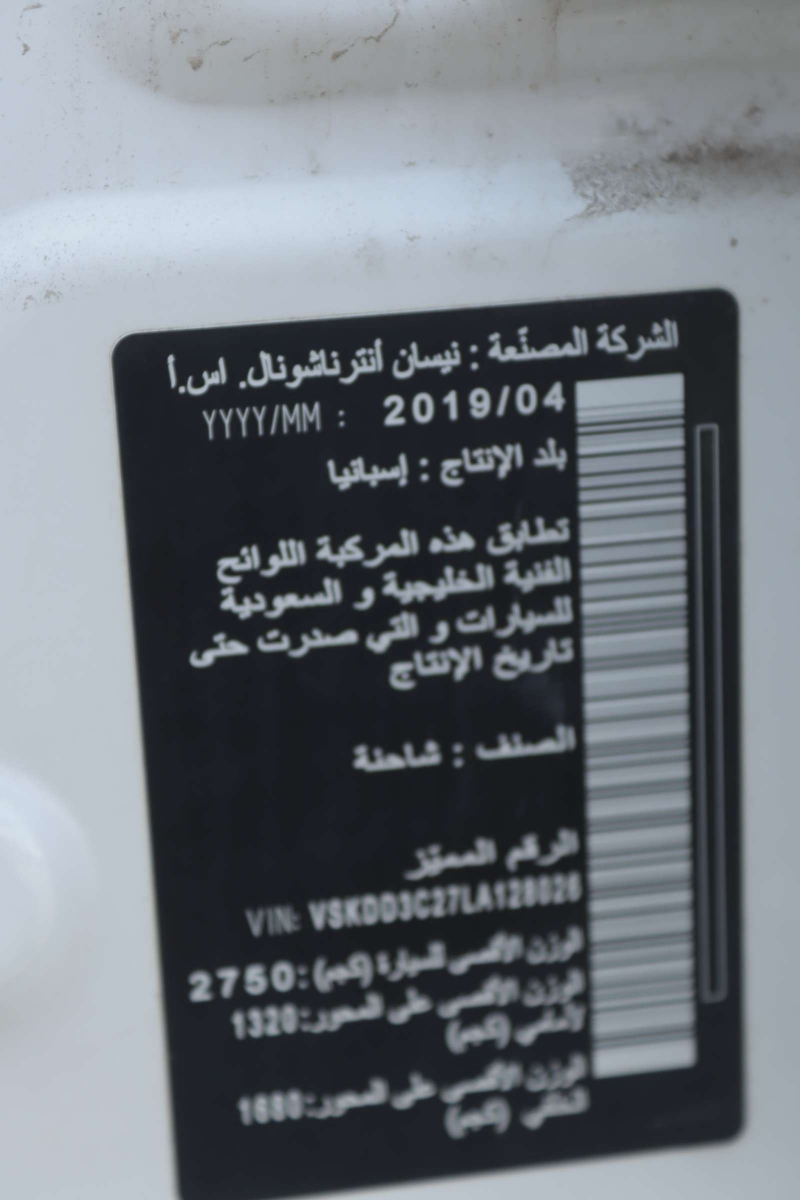 الشركة المصنّعة : نيسان أنترناشونال. اس.أ
YYYY/MM : 2019/04
بلد الإنتاج : إسبانيا
تطابق هذه المركبة اللوائح
الفنية الخليجية و السعودية
للسيارات و التي صدرت حتى
تاريخ الإنتاج
الصنف : شاحنة
الرقم المميّز
VIN: VSKDD3C27LA128026
الوزن الأقصى للسيارة (كجم): 2750
الوزن الأقصى على المحور: 1320
الأمامي (كجم)
الوزن الأقصى على المحور: 1680
الخلفي (كجم)